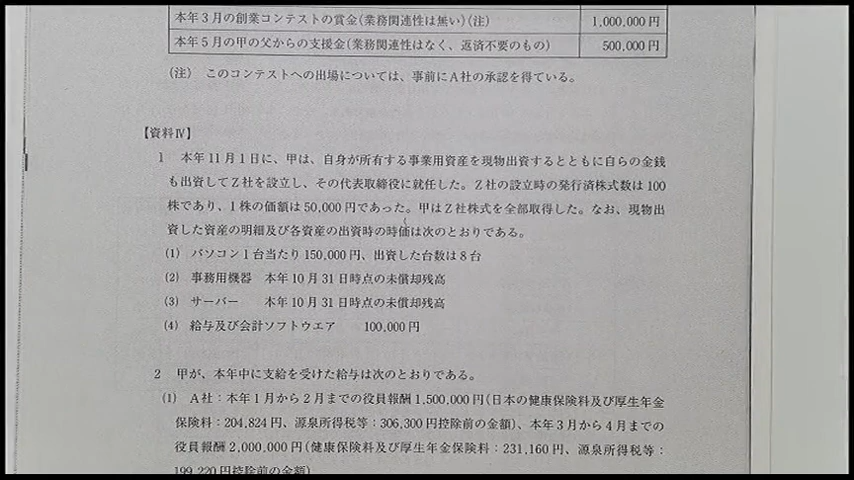 本年3月の創業コンテストの賞金(業務関連性は無い)(注) 1,000,000円
本年5月の甲の父からの支援金(業務関連性はなく、返済不要のもの) 500,000円
(注) このコンテストへの出場については、事前にA社の承認を得ている。
【資料Ⅳ】
1 本年11月1日に、甲は、自身が所有する事業用資産を現物出資するとともに自らの金銭
も出資してZ社を設立し、その代表取締役に就任した。Z社の設立時の発行済株式数は100
株であり、1株の価額は50,000円であった。甲はZ社株式を全部取得した。なお、現物出
資した資産の明細及び各資産の出資時の時価は次のとおりである。
(1) パソコン1台当たり150,000円、出資した台数は8台
(2) 事務用機器 本年10月31日時点の未償却残高
(3) サーバー 本年10月31日時点の未償却残高
(4) 給与及び会計ソフトウエア 100,000円
2 甲が、本年中に支給を受けた給与は次のとおりである。
(1) A社：本年1月から2月までの役員報酬1,500,000円(日本の健康保険料及び厚生年金
保険料：204,824円、源泉所得税等：306,300円控除前の金額)、本年3月から4月までの
役員報酬2,000,000円(健康保険料及び厚生年金保険料：231,160円、源泉所得税等：
199,220円控除前の金額)